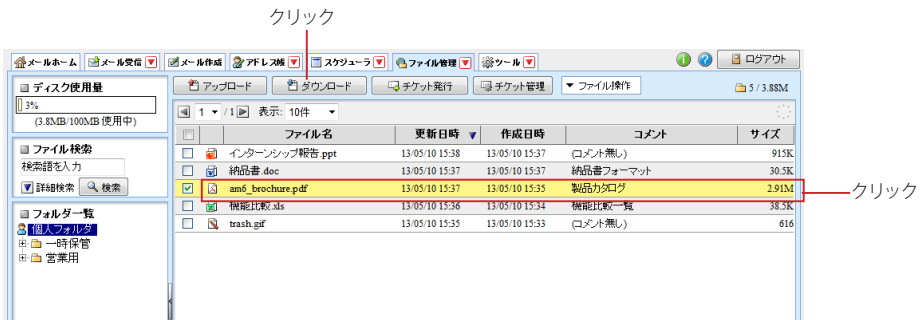 クリック
メールホーム メール受信 メール作成 アドレス帳 スケジューラ ファイル管理 ツール ログアウト
ディスク使用量
3%
(3.8MB/100MB 使用中)
アップロード ダウンロード チケット発行 チケット管理 ▼ ファイル操作 5 / 3.88M
1 / 1 表示: 10件
ファイル名 更新日時 ▼ 作成日時 コメント サイズ
インターンシップ報告.ppt 13/05/10 15:38 13/05/10 15:37 (コメント無し) 915K
納品書.doc 13/05/10 15:37 13/05/10 15:37 納品書フォーマット 30.5K
am6_brochure.pdf 13/05/10 15:37 13/05/10 15:35 製品カタログ 2.91M
機能比較.xls 13/05/10 15:36 13/05/10 15:34 機能比較一覧 38.5K
trash.gif 13/05/10 15:35 13/05/10 15:35 (コメント無し) 616
クリック
ファイル検索
検索語を入力
▼ 詳細検索 検索
フォルダ一覧
個人フォルダ
一時保管
営業用